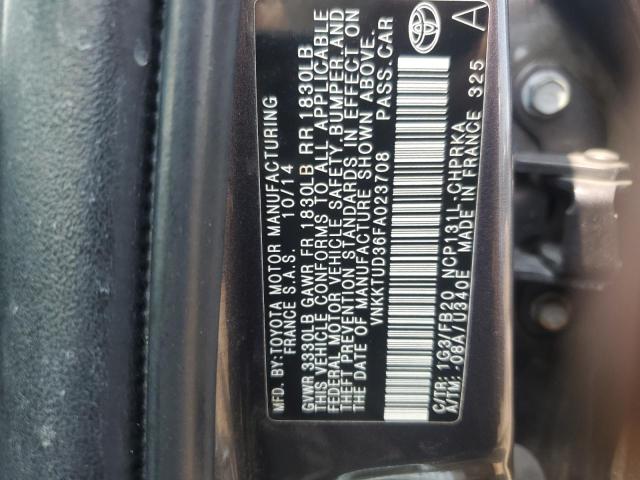 MFD. BY: TOYOTA MOTOR MANUFACTURING
FRANCE S.A.S. 10/14
GVWR 3330LB GAWR FR 1830LB RR 1830LB
THIS VEHICLE CONFORMS TO ALL APPLICABLE
FEDERAL MOTOR VEHICLE SAFETY, BUMPER, AND
THEFT PREVENTION STANDARDS IN EFFECT ON
THE DATE OF MANUFACTURE SHOWN ABOVE.
VNKKTUD36FA023708 PASS.CAR
C/TR: 1G3/FB20 NCP131L-CHPRKA
A/TM: -08A/U340E MADE IN FRANCE 325
A